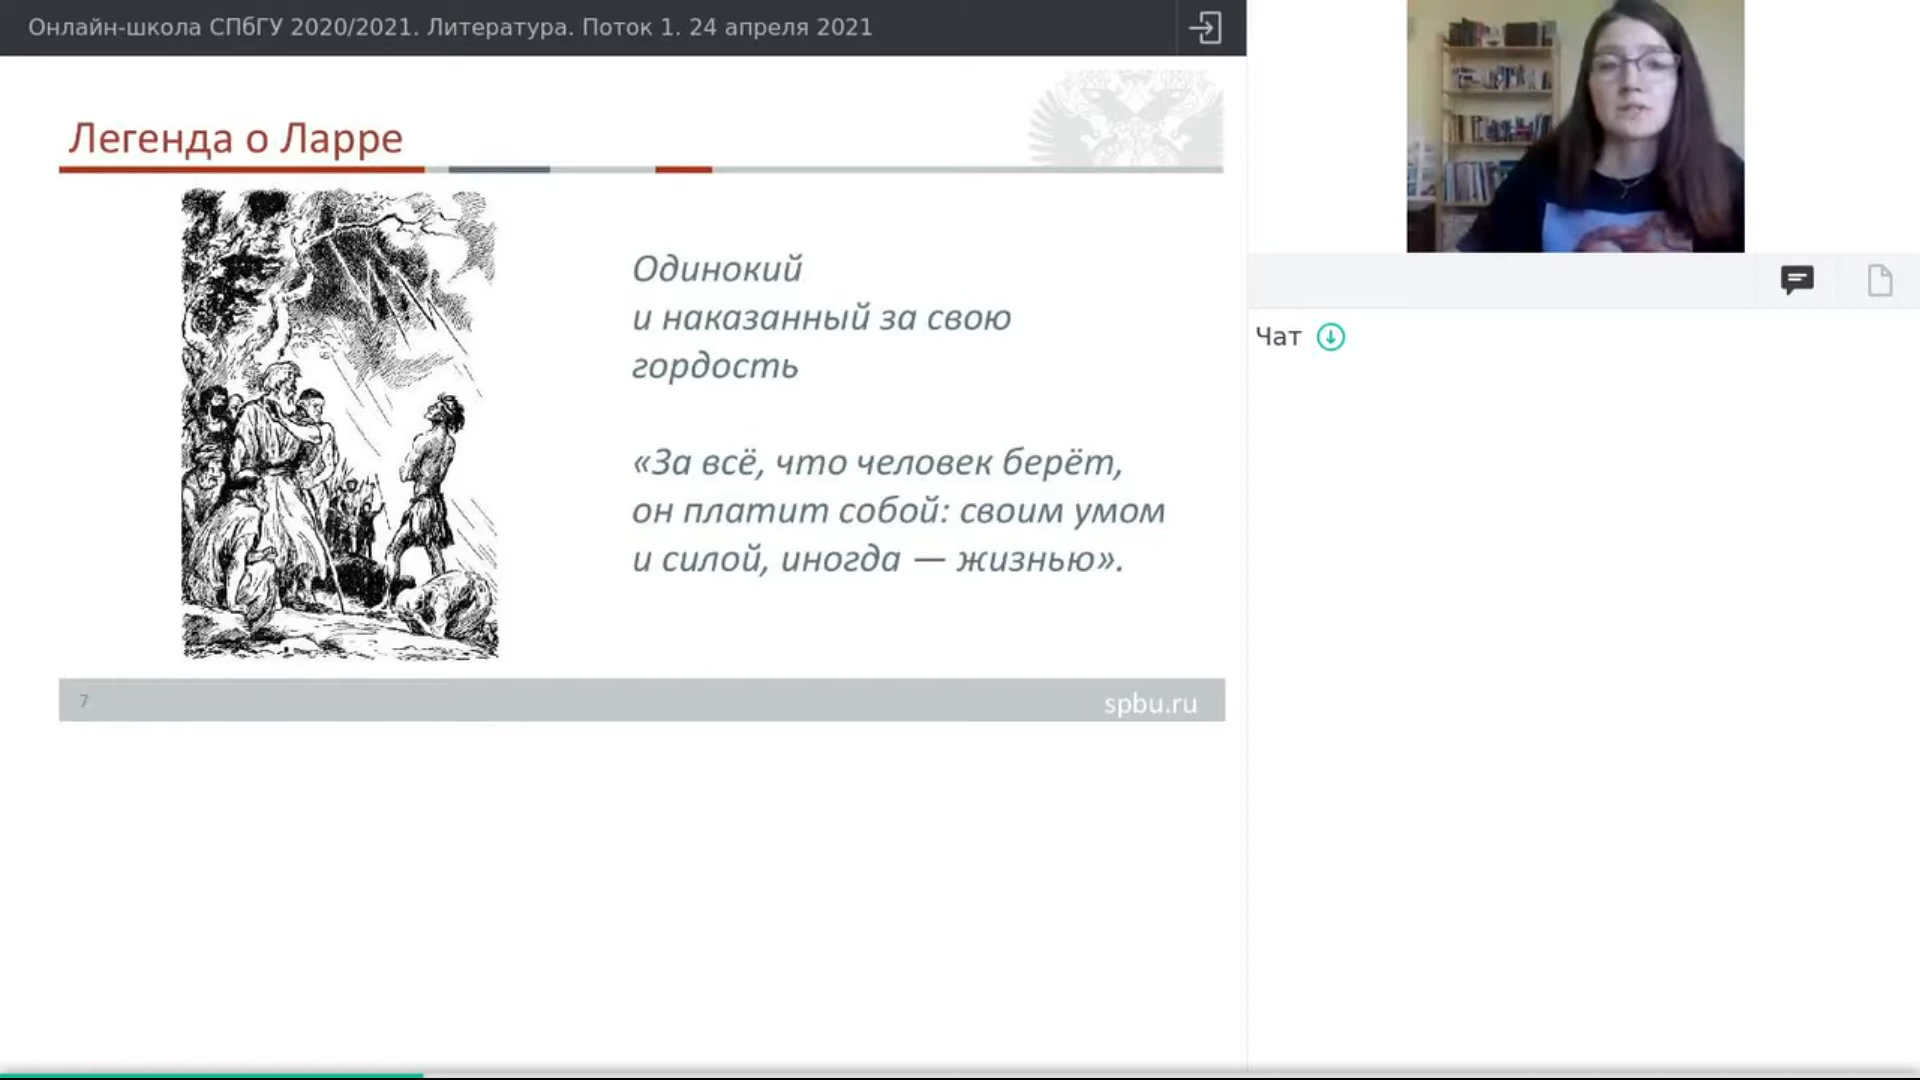 Онлайн-школа СПбГУ 2020/2021. Литература. Поток 1. 24 апреля 2021
Легенда о Ларре
Одинокий
и наказанный за свою
гордость
«За всё, что человек берёт,
он платит собой: своим умом
и силой, иногда — жизнью».
7
spbu.ru
Чат